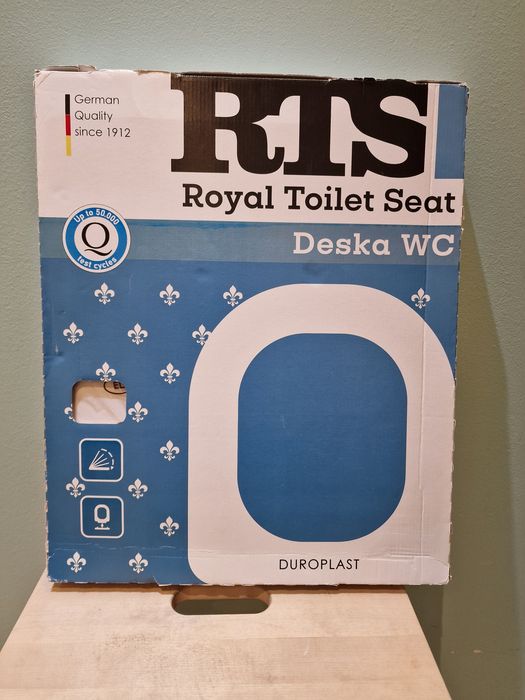 German
Quality
since 1912
RTS
Royal Toilet Seat
Deska WC
Up to 50.000
Q
test cycles
DUROPLAST